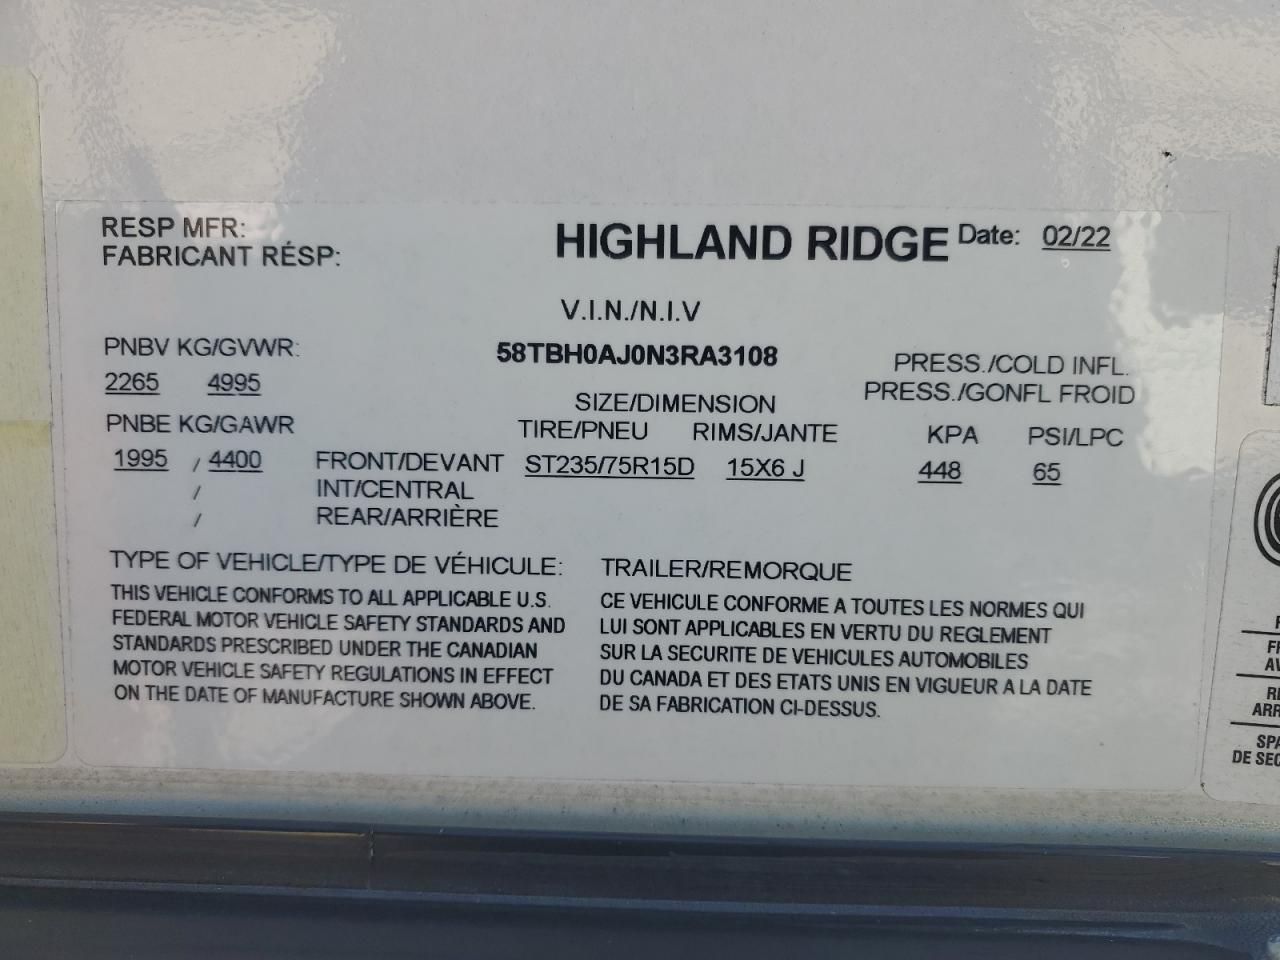 RESP MFR: HIGHLAND RIDGE Date: 02/22
FABRICANT RÉSP:
V.I.N./N.I.V
PNBV KG/GVWR: 58TBH0AJ0N3RA3108 PRESS./COLD INFL.
2265 4995 PRESS./GONFL FROID
SIZE/DIMENSION
PNBE KG/GAWR TIRE/PNEU RIMS/JANTE KPA PSI/LPC
1995 / 4400 FRONT/DEVANT ST235/75R15D 15X6 J 448 65
/ INT/CENTRAL
/ REAR/ARRIÈRE
TYPE OF VEHICLE/TYPE DE VÉHICULE: TRAILER/REMORQUE
THIS VEHICLE CONFORMS TO ALL APPLICABLE U.S.
FEDERAL MOTOR VEHICLE SAFETY STANDARDS AND
STANDARDS PRESCRIBED UNDER THE CANADIAN
MOTOR VEHICLE SAFETY REGULATIONS IN EFFECT
ON THE DATE OF MANUFACTURE SHOWN ABOVE.
CE VEHICULE CONFORME A TOUTES LES NORMES QUI
LUI SONT APPLICABLES EN VERTU DU REGLEMENT
SUR LA SECURITE DE VEHICULES AUTOMOBILES
DU CANADA ET DES ETATS UNIS EN VIGUEUR A LA DATE
DE SA FABRICATION CI-DESSUS.